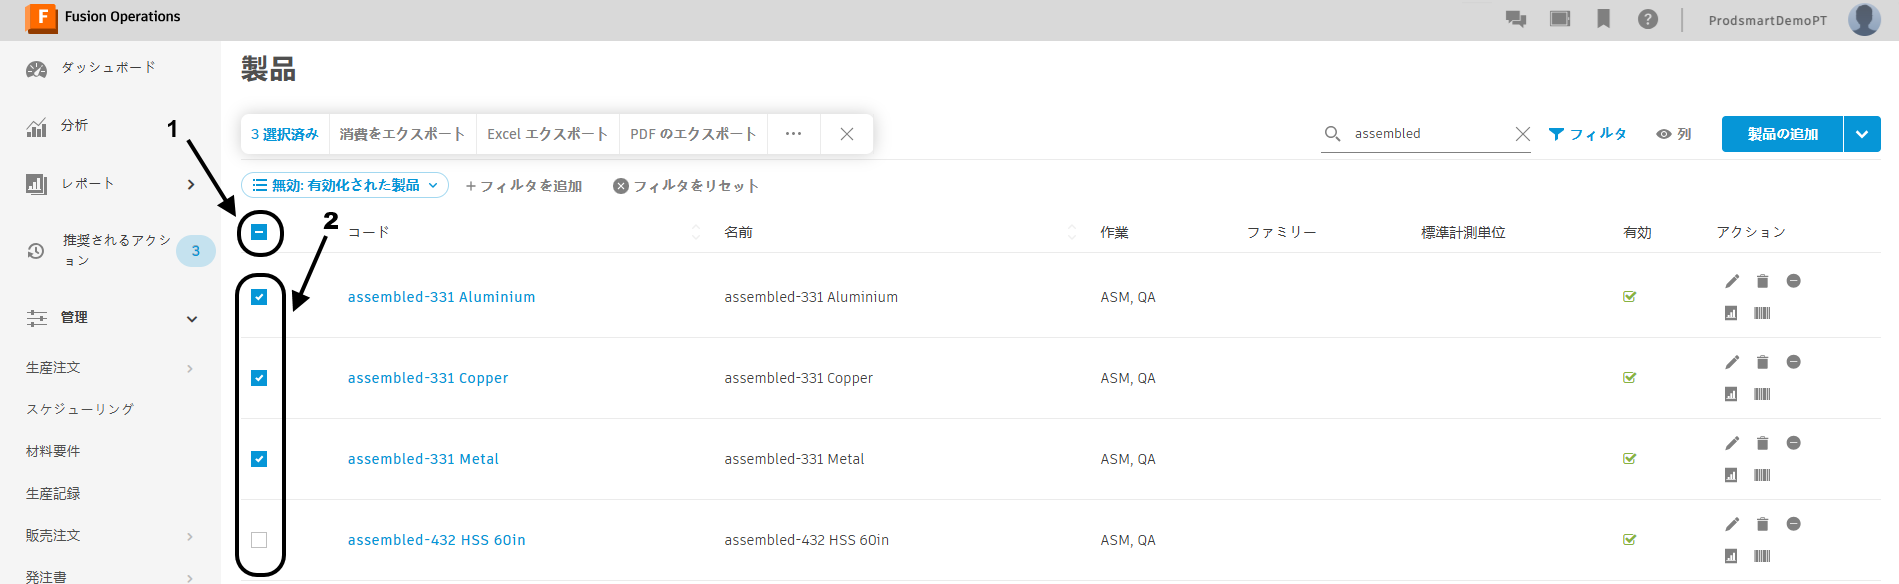 F Fusion Operations
ProdsmartDemoPT
ダッシュボード
分析
レポート
推奨されるアクシ
ョン
3
管理
生産注文
スケジューリング
材料要件
生産記録
販売注文
発注書
製品
1
3 選択済み 消費をエクスポート Excel エクスポート PDF のエクスポート ...
assembled
フィルタ
列
製品の追加
無効: 有効化された製品
+ フィルタを追加
フィルタをリセット
2
コード 名前 作業 ファミリー 標準計測単位 有効 アクション
assembled-331 Aluminium assembled-331 Aluminium ASM, QA
assembled-331 Copper assembled-331 Copper ASM, QA
assembled-331 Metal assembled-331 Metal ASM, QA
assembled-432 HSS 60in assembled-432 HSS 60in ASM, QA